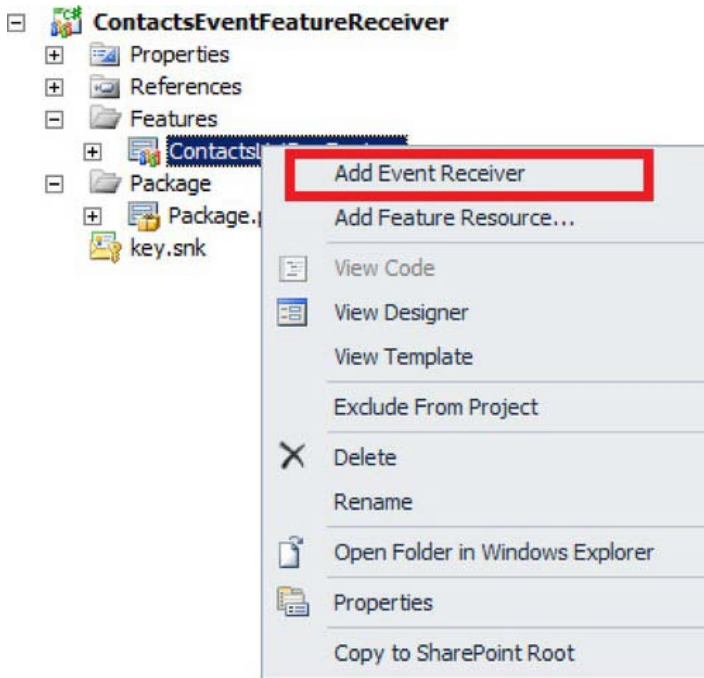 ContactsEventFeatureReceiver
Properties
References
Features
Package
key.snk
Add Event Receiver
Add Feature Resource...
View Code
View Designer
View Template
Exclude From Project
Delete
Rename
Open Folder in Windows Explorer
Properties
Copy to SharePoint Root